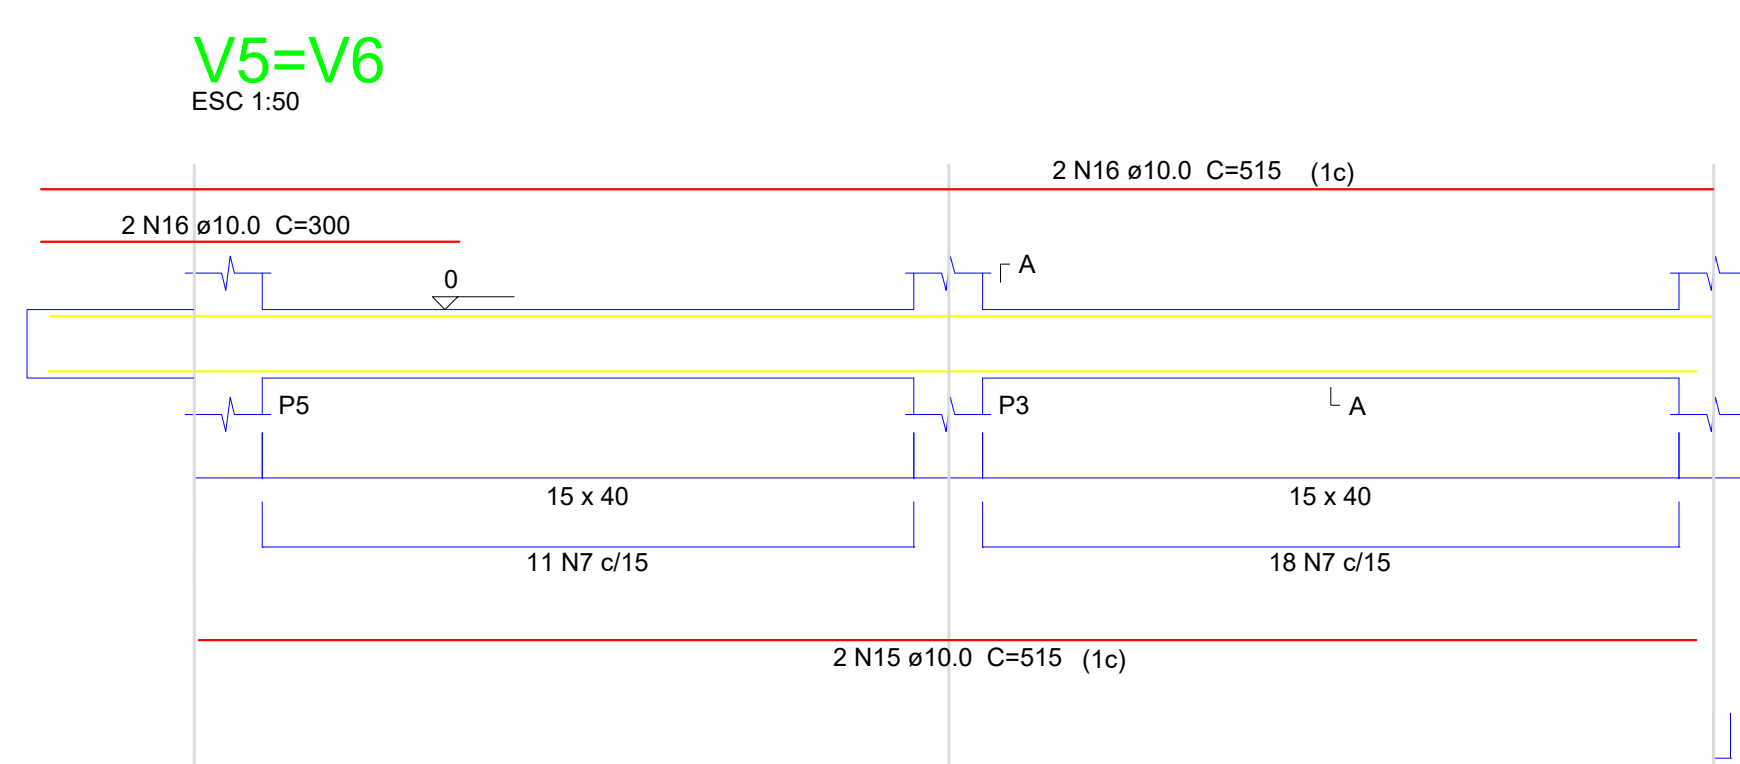 V5=V6
ESC 1:50
2 N16 ø10.0 C=515 (1c)
2 N16 ø10.0 C=300
0
A
P5
P3
A
15 x 40
15 x 40
11 N7 c/15
18 N7 c/15
2 N15 ø10.0 C=515 (1c)